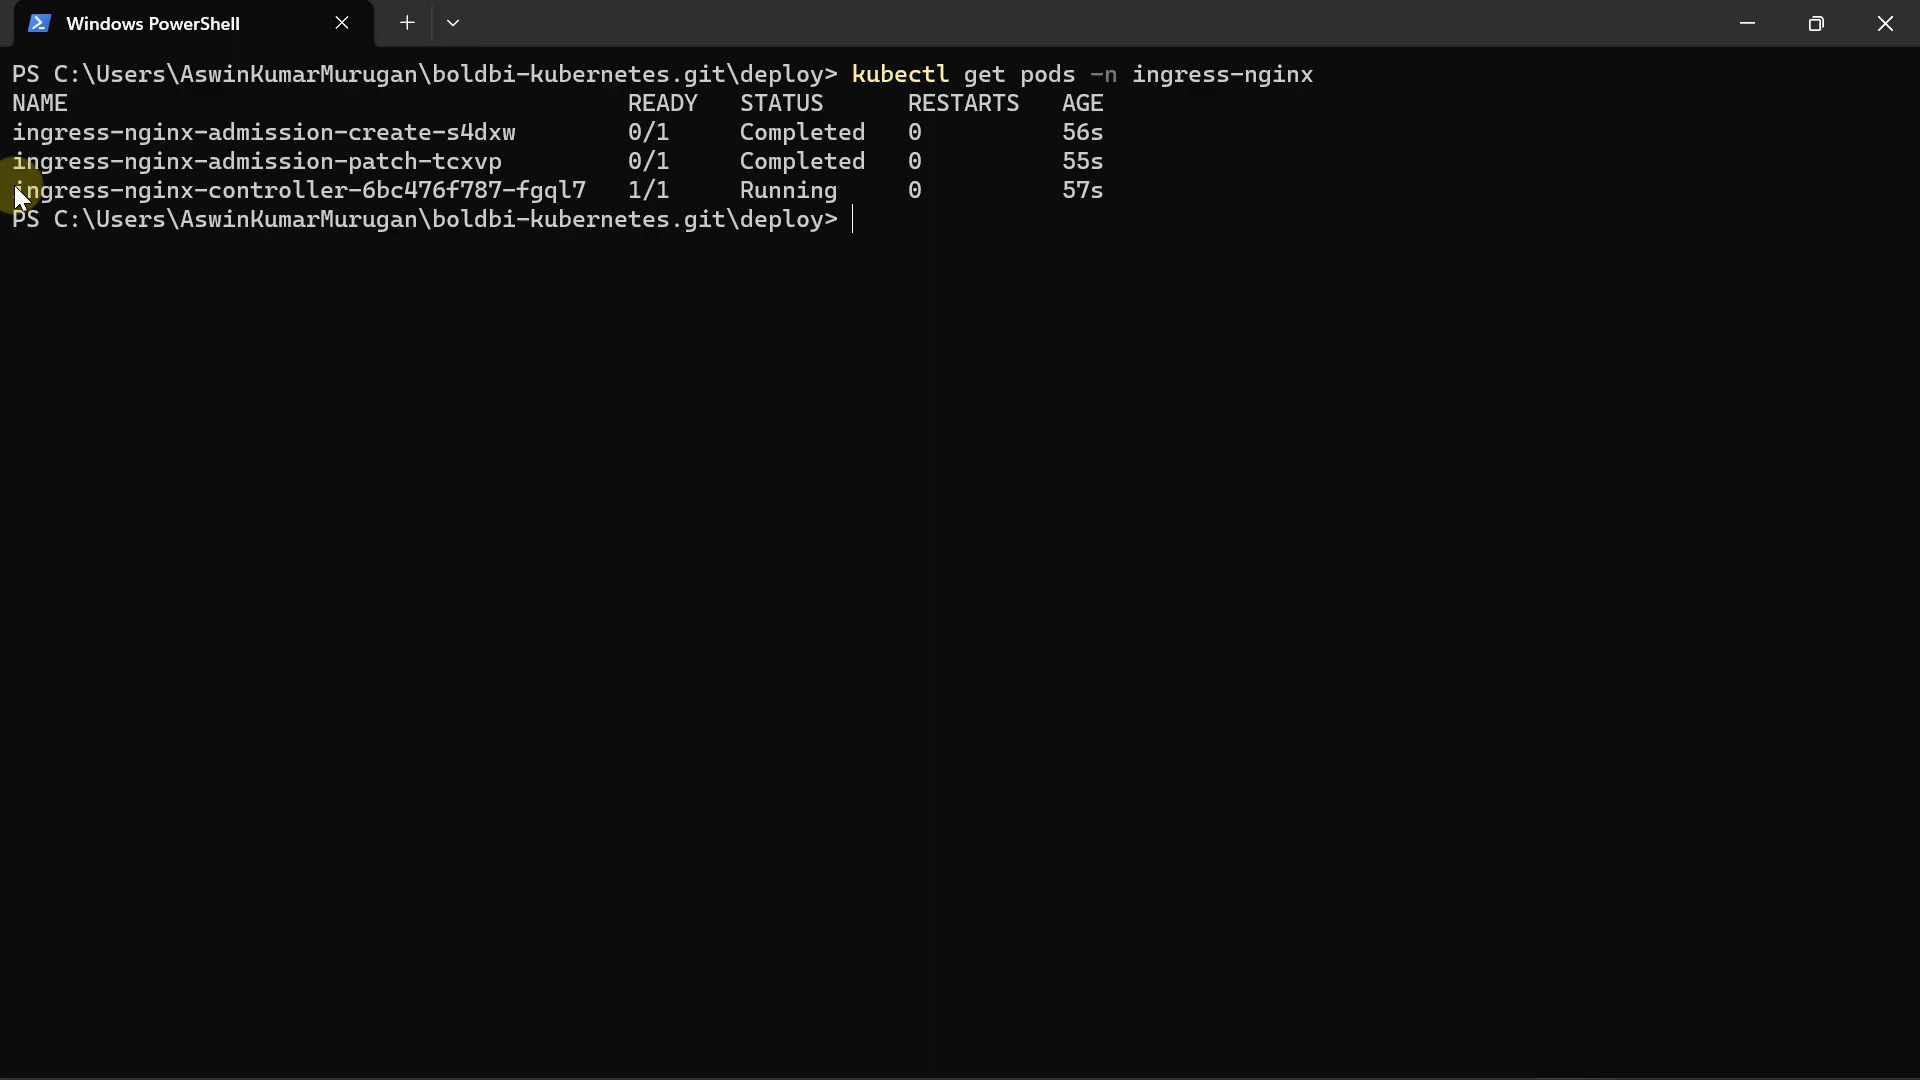 Windows PowerShell
PS C:\Users\AswinKumarMurugan\boldbi-kubernetes.git\deploy> kubectl get pods -n ingress-nginx
NAME READY STATUS RESTARTS AGE
ingress-nginx-admission-create-s4dxw 0/1 Completed 0 56s
ingress-nginx-admission-patch-tcxvp 0/1 Completed 0 55s
ingress-nginx-controller-6bc476f787-fgql7 1/1 Running 0 57s
PS C:\Users\AswinKumarMurugan\boldbi-kubernetes.git\deploy>